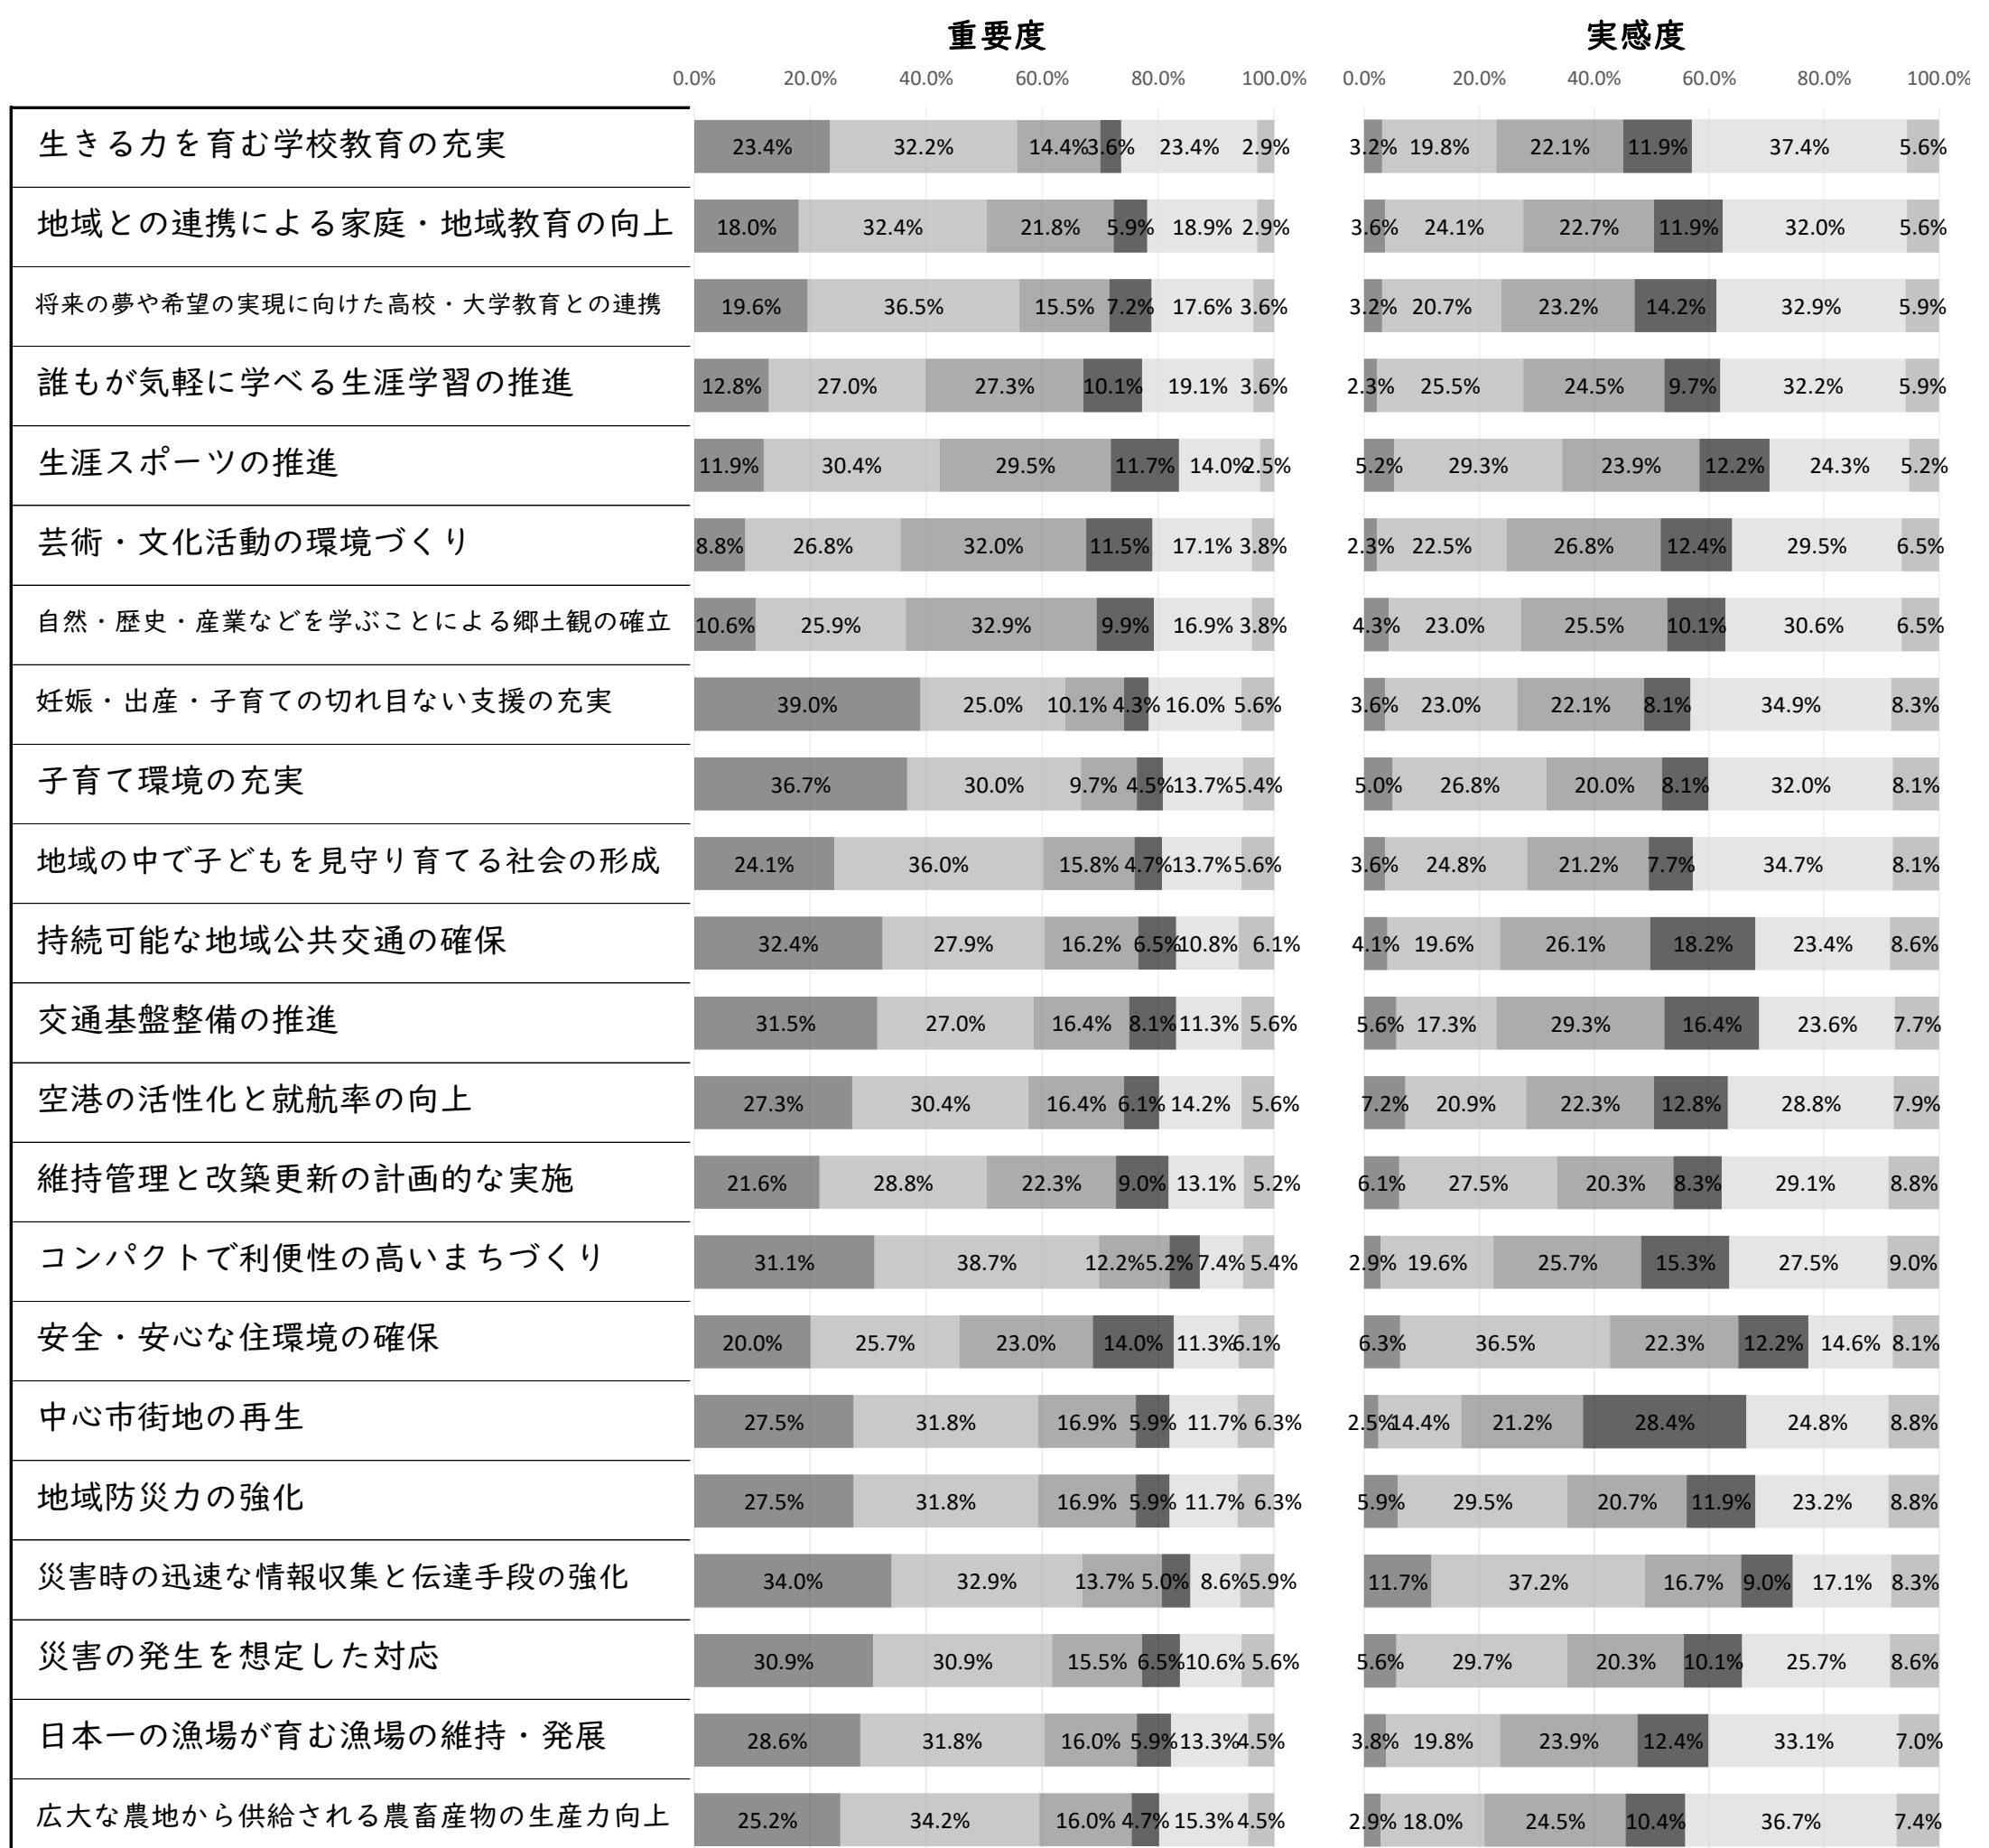 重要度 実感度
0.0% 20.0% 40.0% 60.0% 80.0% 100.0% 0.0% 20.0% 40.0% 60.0% 80.0% 100.0%
生きる力を育む学校教育の充実 23.4% 32.2% 14.4% 3.6% 23.4% 2.9% 3.2% 19.8% 22.1% 11.9% 37.4% 5.6%
地域との連携による家庭・地域教育の向上 18.0% 32.4% 21.8% 5.9% 18.9% 2.9% 3.6% 24.1% 22.7% 11.9% 32.0% 5.6%
将来の夢や希望の実現に向けた高校・大学教育との連携 19.6% 36.5% 15.5% 7.2% 17.6% 3.6% 3.2% 20.7% 23.2% 14.2% 32.9% 5.9%
誰もが気軽に学べる生涯学習の推進 12.8% 27.0% 27.3% 10.1% 19.1% 3.6% 2.3% 25.5% 24.5% 9.7% 32.2% 5.9%
生涯スポーツの推進 11.9% 30.4% 29.5% 11.7% 14.0% 2.5% 5.2% 29.3% 23.9% 12.2% 24.3% 5.2%
芸術・文化活動の環境づくり 8.8% 26.8% 32.0% 11.5% 17.1% 3.8% 2.3% 22.5% 26.8% 12.4% 29.5% 6.5%
自然・歴史・産業などを学ぶことによる郷土観の確立 10.6% 25.9% 32.9% 9.9% 16.9% 3.8% 4.3% 23.0% 25.5% 10.1% 30.6% 6.5%
妊娠・出産・子育ての切れ目ない支援の充実 39.0% 25.0% 10.1% 4.3% 16.0% 5.6% 3.6% 23.0% 22.1% 8.1% 34.9% 8.3%
子育て環境の充実 36.7% 30.0% 9.7% 4.5% 13.7% 5.4% 5.0% 26.8% 20.0% 8.1% 32.0% 8.1%
地域の中で子どもを見守り育てる社会の形成 24.1% 36.0% 15.8% 4.7% 13.7% 5.6% 3.6% 24.8% 21.2% 7.7% 34.7% 8.1%
持続可能な地域公共交通の確保 32.4% 27.9% 16.2% 6.5% 10.8% 6.1% 4.1% 19.6% 26.1% 18.2% 23.4% 8.6%
交通基盤整備の推進 31.5% 27.0% 16.4% 8.1% 11.3% 5.6% 5.6% 17.3% 29.3% 16.4% 23.6% 7.7%
空港の活性化と就航率の向上 27.3% 30.4% 16.4% 6.1% 14.2% 5.6% 7.2% 20.9% 22.3% 12.8% 28.8% 7.9%
維持管理と改築更新の計画的な実施 21.6% 28.8% 22.3% 9.0% 13.1% 5.2% 6.1% 27.5% 20.3% 8.3% 29.1% 8.8%
コンパクトで利便性の高いまちづくり 31.1% 38.7% 12.2% 5.2% 7.4% 5.4% 2.9% 19.6% 25.7% 15.3% 27.5% 9.0%
安全・安心な住環境の確保 20.0% 25.7% 23.0% 14.0% 11.3% 6.1% 6.3% 36.5% 22.3% 12.2% 14.6% 8.1%
中心市街地の再生 27.5% 31.8% 16.9% 5.9% 11.7% 6.3% 2.5% 14.4% 21.2% 28.4% 24.8% 8.8%
地域防災力の強化 27.5% 31.8% 16.9% 5.9% 11.7% 6.3% 5.9% 29.5% 20.7% 11.9% 23.2% 8.8%
災害時の迅速な情報収集と伝達手段の強化 34.0% 32.9% 13.7% 5.0% 8.6% 5.9% 11.7% 37.2% 16.7% 9.0% 17.1% 8.3%
災害の発生を想定した対応 30.9% 30.9% 15.5% 6.5% 10.6% 5.6% 5.6% 29.7% 20.3% 10.1% 25.7% 8.6%
日本一の漁場が育む漁場の維持・発展 28.6% 31.8% 16.0% 5.9% 13.3% 4.5% 3.8% 19.8% 23.9% 12.4% 33.1% 7.0%
広大な農地から供給される農畜産物の生産力向上 25.2% 34.2% 16.0% 4.7% 15.3% 4.5% 2.9% 18.0% 24.5% 10.4% 36.7% 7.4%